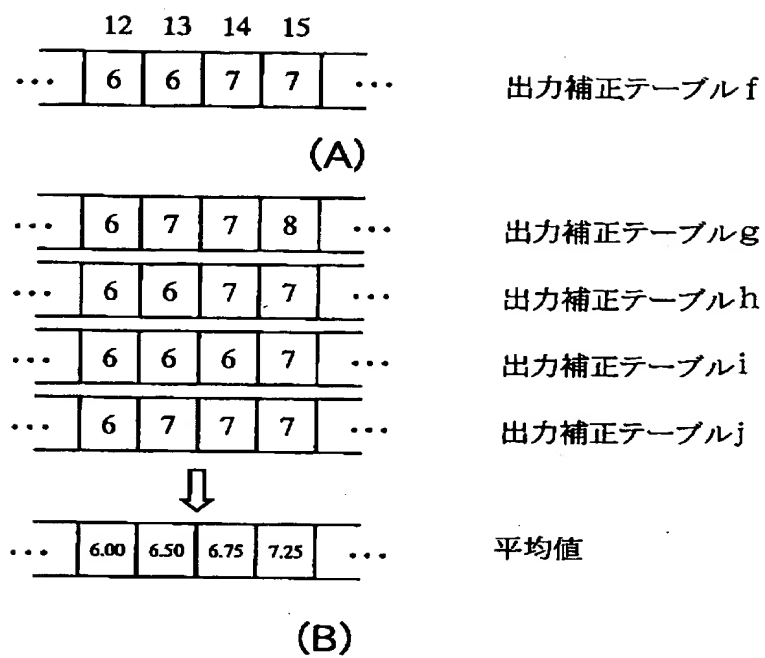 12 13 14 15
… 6 6 7 7 … 出力補正テーブルf
(A)
… 6 7 7 8 … 出力補正テーブルg
… 6 6 7 7 … 出力補正テーブルh
… 6 6 6 7 … 出力補正テーブルi
… 6 7 7 7 … 出力補正テーブルj
… 6.00 6.50 6.75 7.25 … 平均値
(B)